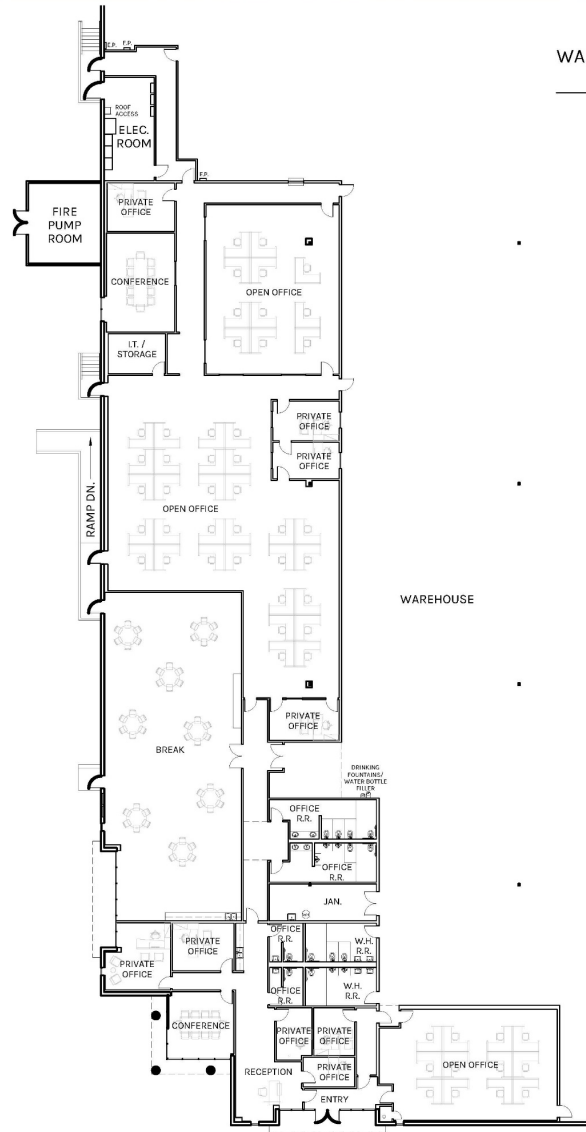 E.P. F.P.
WA
ROOF
ACCESS
ELEC.
ROOM
F.P.
FIRE
PUMP
ROOM
PRIVATE
OFFICE
CONFERENCE
OPEN OFFICE
I.T. /
STORAGE
PRIVATE
OFFICE
PRIVATE
OFFICE
RAMP DN.
OPEN OFFICE
WAREHOUSE
PRIVATE
OFFICE
BREAK
DRINKING
FOUNTAINS/
WATER BOTTLE
FILLER
OFFICE
R.R.
OFFICE
R.R.
JAN.
PRIVATE
OFFICE
PRIVATE
OFFICE
OFFICE
R.R.
W.H.
R.R.
OFFICE
R.R.
W.H.
R.R.
CONFERENCE
PRIVATE
OFFICE
PRIVATE
OFFICE
OPEN OFFICE
RECEPTION
PRIVATE
OFFICE
ENTRY